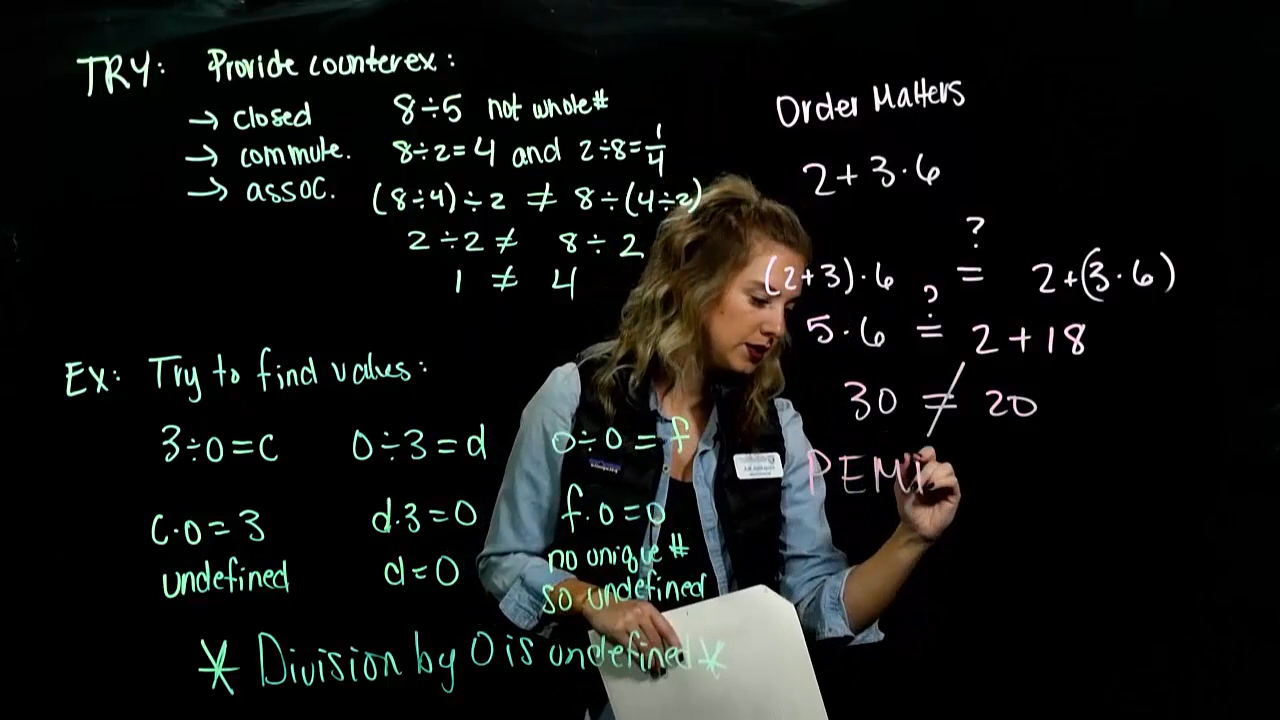 TRY: Provide counterex:
→ closed 8÷5 not whole#
→ commute. 8÷2=4 and 2÷8=1/4
→ assoc. (8÷4)÷2 ≠ 8÷(4÷2)
2÷2 ≠ 8÷2
1 ≠ 4
Ex: Try to find values:
3÷0=c 0÷3=d 0÷0=f
c·0=3 d·3=0 f·0=0
undefined d=0 no unique #
so undefined
* Division by 0 is undefined *
Order Matters
2+3·6
?
(2+3)·6 = 2+(3·6)
?
5·6 = 2+18
30 ≠ 20
PEM